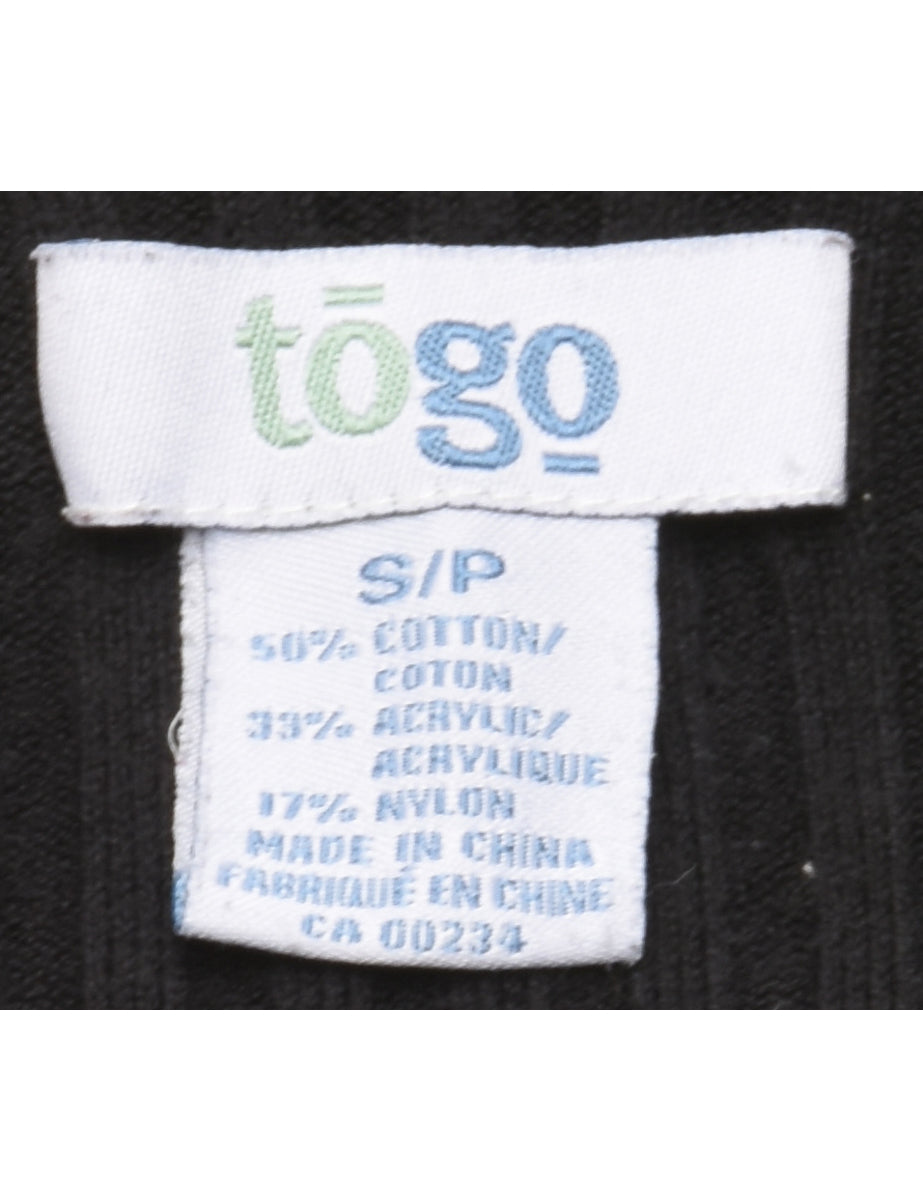 tōgo
S/P
50% COTTON/
COTON
33% ACRYLIC/
ACRYLIQUE
17% NYLON
MADE IN CHINA
FABRIQUÉ EN CHINE
CA 00234